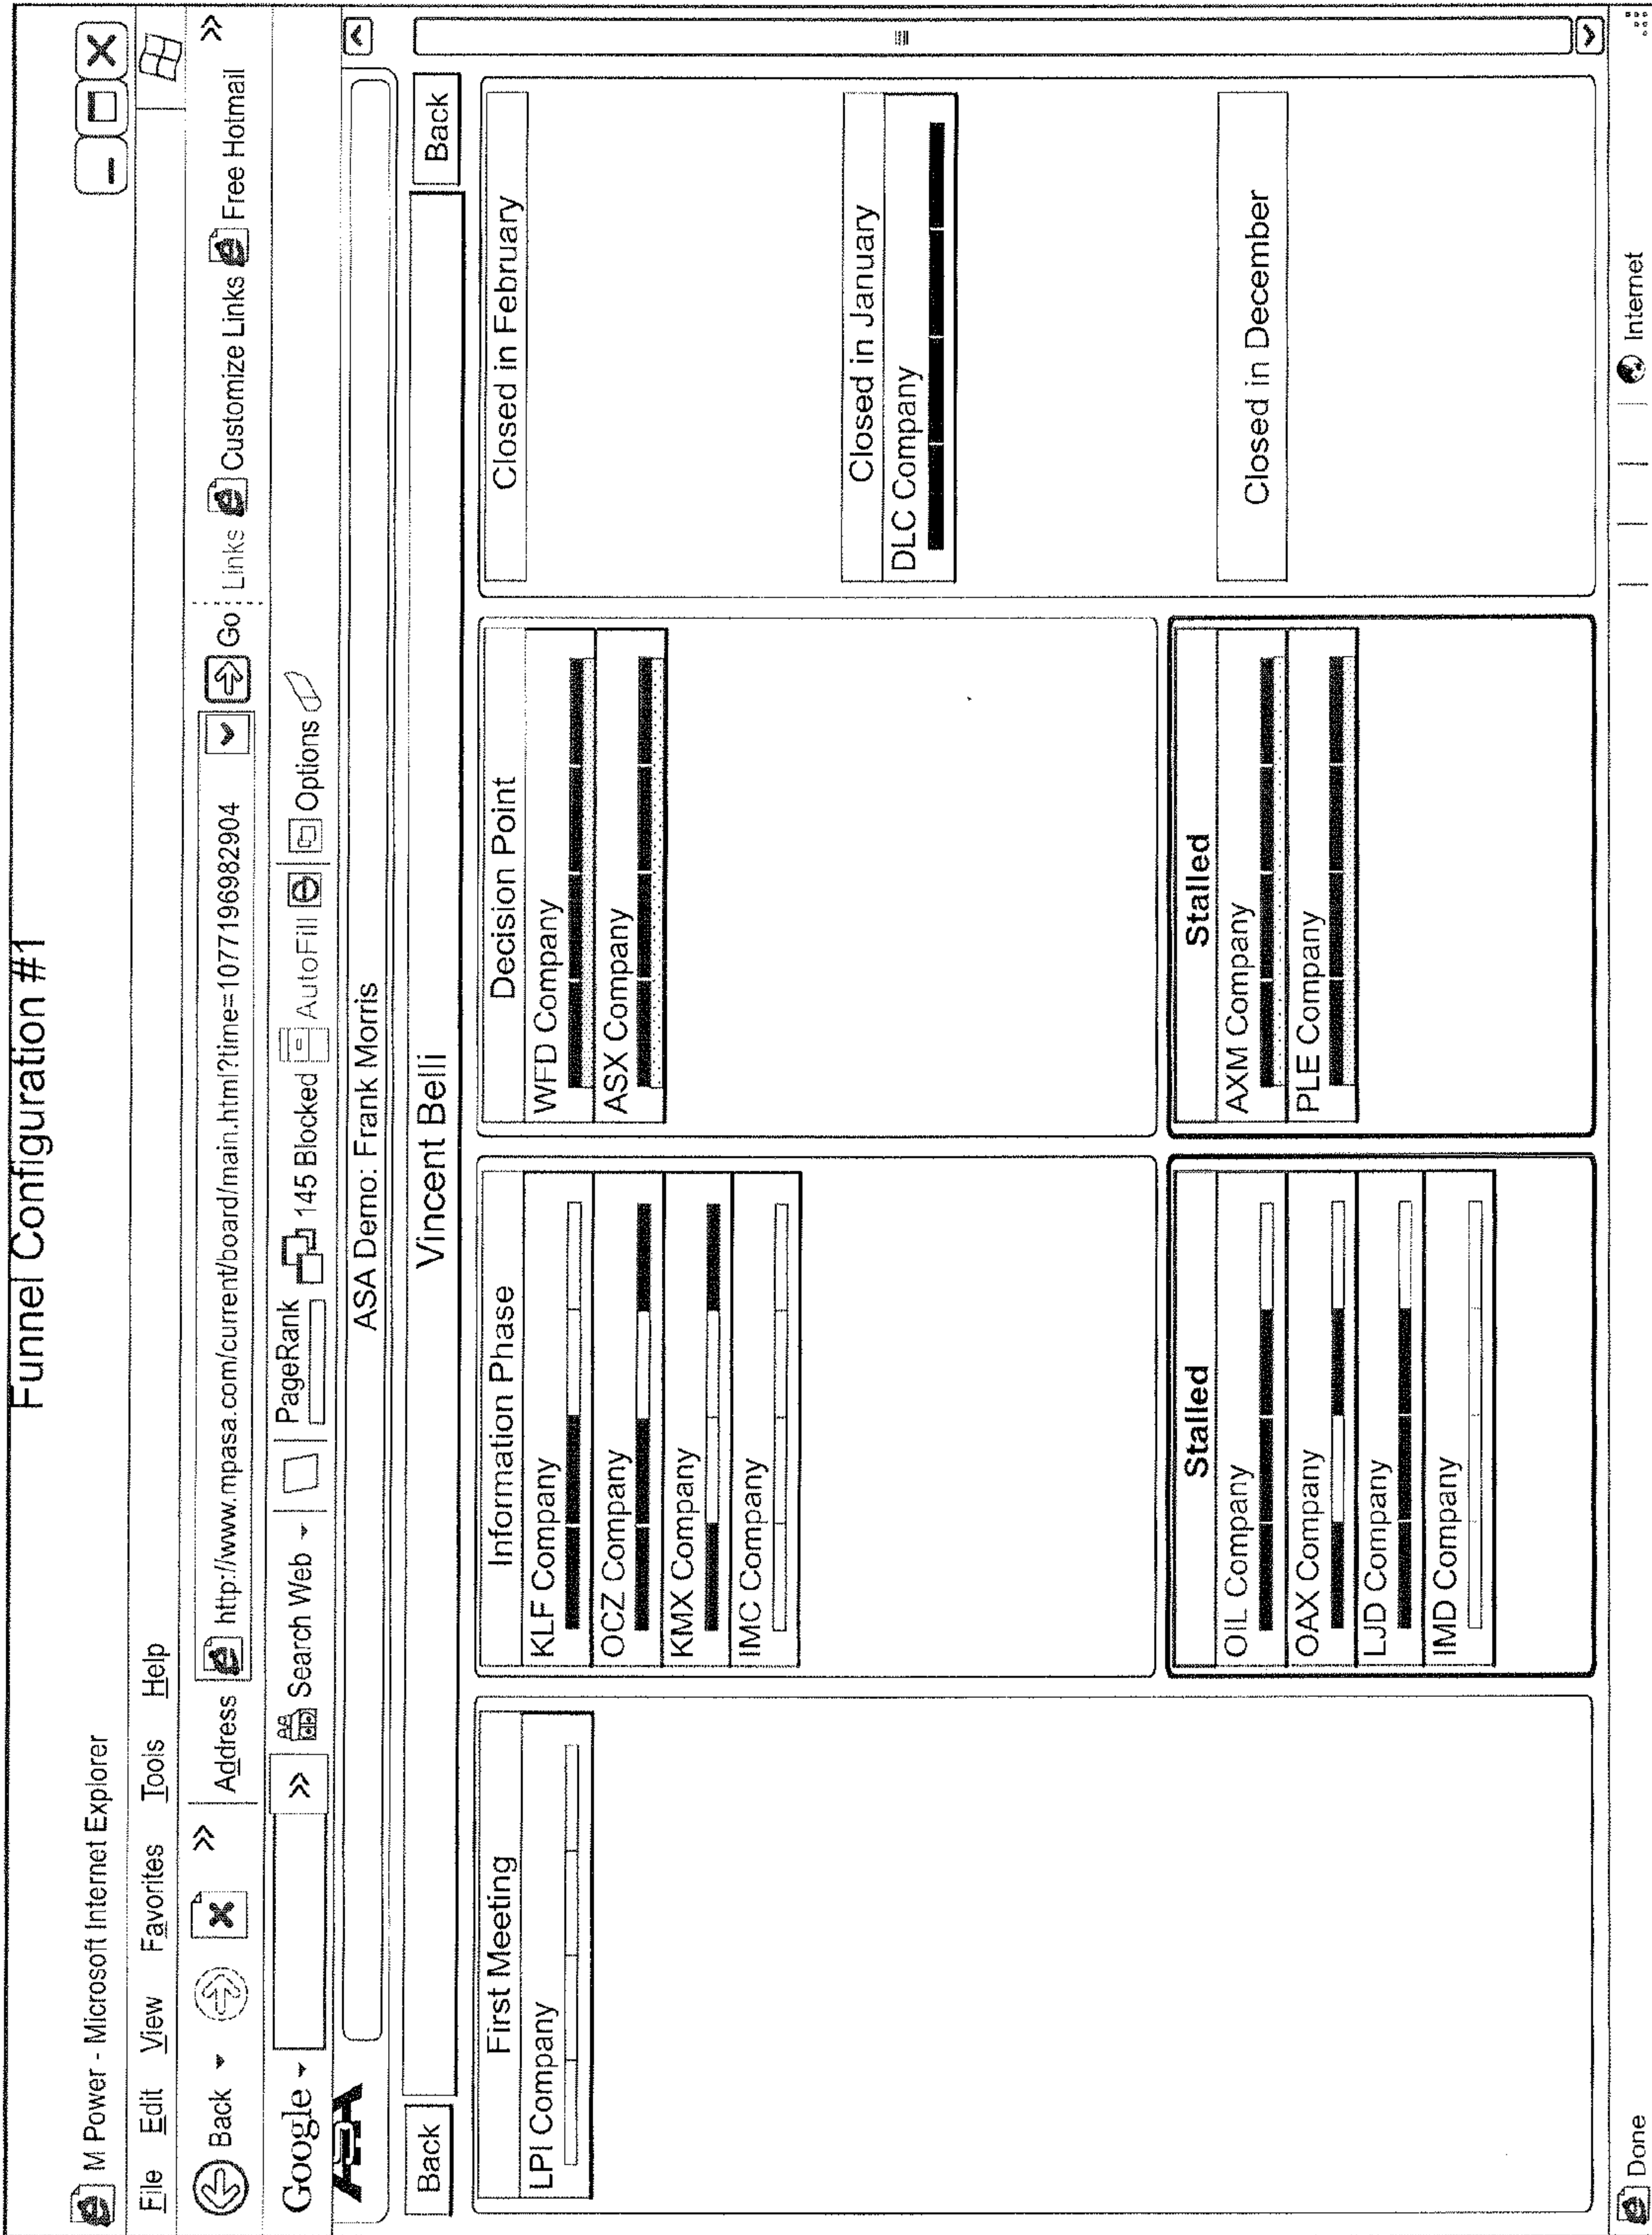 Funnel Configuration #1
M Power - Microsoft Internet Explorer
File Edit View Favorites Tools Help
Back » Address http://www.mpasa.com/current/board/main.html?time=1077196982904 Go Links Customize Links Free Hotmail »
Google » Search Web PageRank 145 Blocked AutoFill Options
ASA Demo: Frank Morris
Back Vincent Belli Back
First Meeting
LPI Company
Information Phase
KLF Company
OCZ Company
KMX Company
IMC Company
Stalled
OIL Company
OAX Company
LJD Company
IMD Company
Decision Point
WFD Company
ASX Company
Stalled
AXM Company
PLE Company
Closed in February
Closed in January
DLC Company
Closed in December
Done Internet